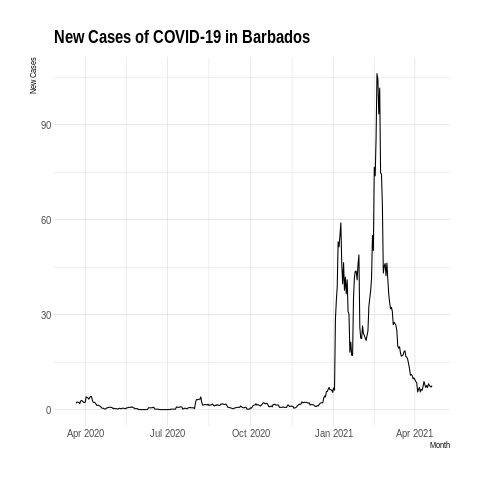 New Cases of COVID-19 in Barbados
New Cases
90
60
30
0
Apr 2020
Jul 2020
Oct 2020
Jan 2021
Apr 2021
Month